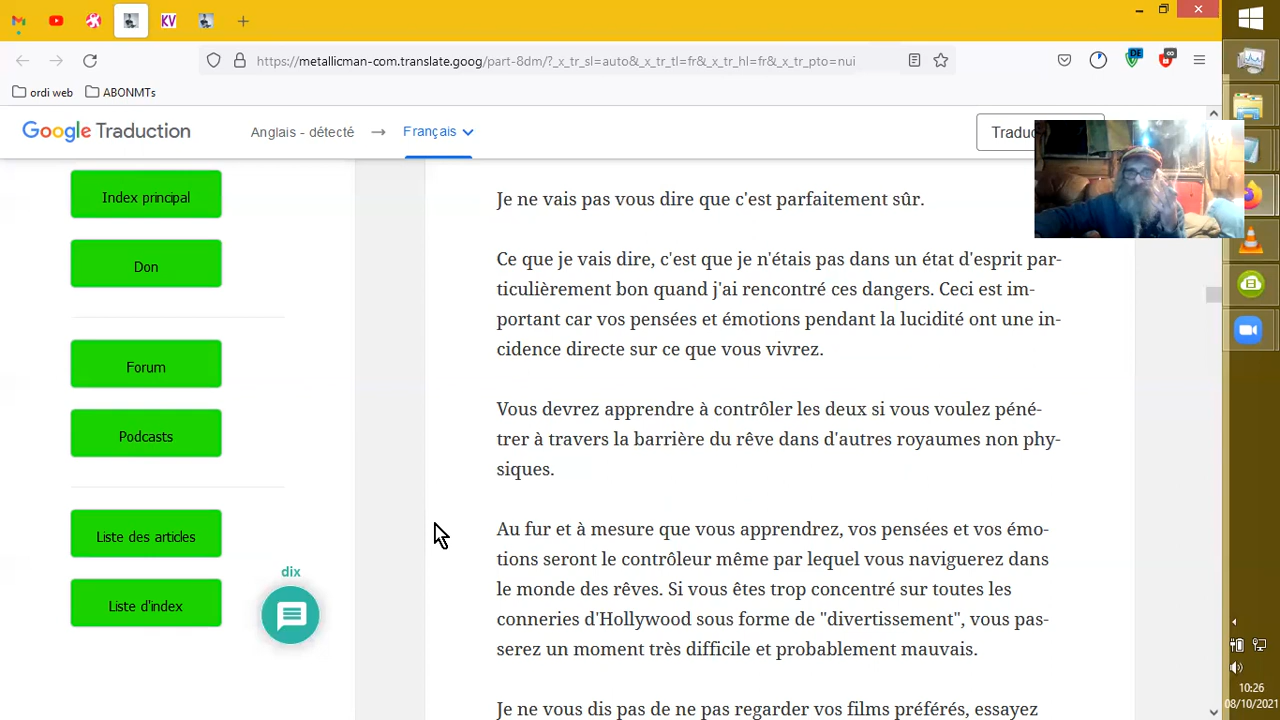 https://metallicman-com.translate.goog/part-8dm/?_x_tr_sl=auto&_x_tr_tl=fr&_x_tr_hl=fr&_x_tr_pto=nui
ordi web
ABONMTs
Google Traduction
Anglais - détecté
Français
Index principal
Don
Forum
Podcasts
Liste des articles
Liste d'index
dix
Je ne vais pas vous dire que c'est parfaitement sûr.
Ce que je vais dire, c'est que je n'étais pas dans un état d'esprit par-
ticulièrement bon quand j'ai rencontré ces dangers. Ceci est im-
portant car vos pensées et émotions pendant la lucidité ont une in-
cidence directe sur ce que vous vivrez.
Vous devrez apprendre à contrôler les deux si vous voulez péné-
trer à travers la barrière du rêve dans d'autres royaumes non phy-
siques.
Au fur et à mesure que vous apprendrez, vos pensées et vos émo-
tions seront le contrôleur même par lequel vous naviguerez dans
le monde des rêves. Si vous êtes trop concentré sur toutes les
conneries d'Hollywood sous forme de "divertissement", vous pas-
serez un moment très difficile et probablement mauvais.
Je ne vous dis pas de ne pas regarder vos films préférés, essayez
KV
DE
10:26
08/10/2021